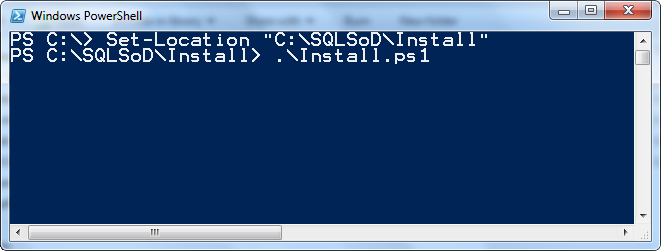 Windows PowerShell
PS C:\> Set-Location "C:\SQLSoD\Install"
PS C:\SQLSoD\Install> .\Install.ps1